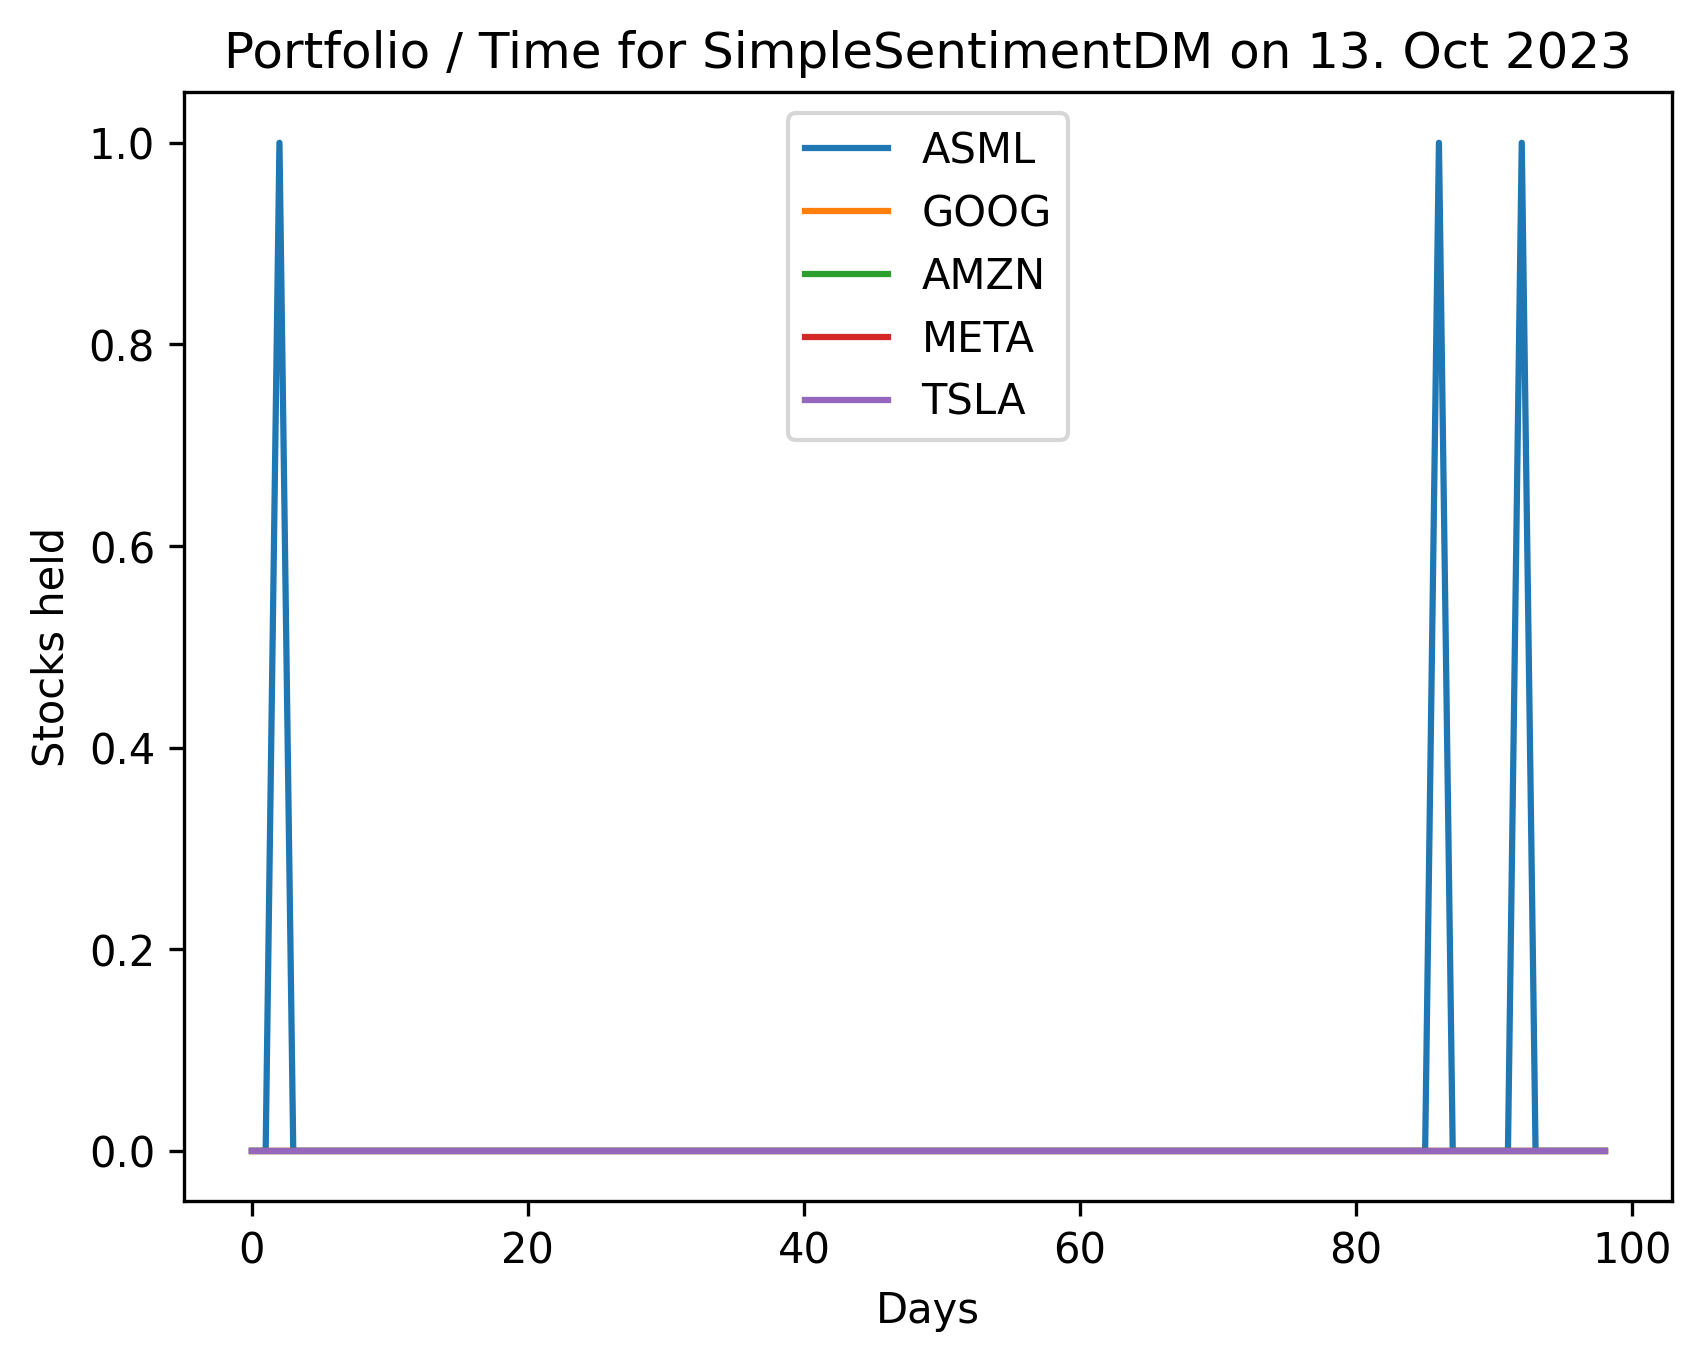 Portfolio / Time for SimpleSentimentDM on 13. Oct 2023
ASML
GOOG
AMZN
META
TSLA
Stocks held
1.0
0.8
0.6
0.4
0.2
0.0
0 20 40 60 80 100
Days